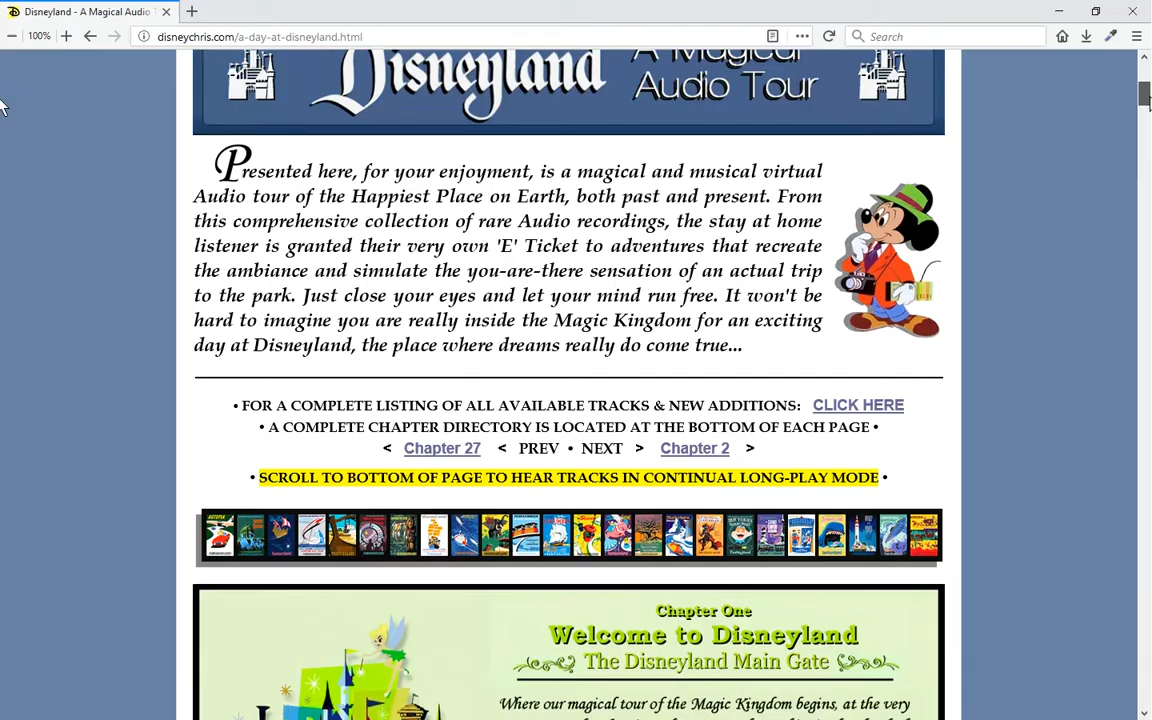 Disneyland - A Magical Audio T
100%
disneychris.com/a-day-at-disneyland.html
Search
Disneyland
A Magical
Audio Tour
Presented here, for your enjoyment, is a magical and musical virtual
Audio tour of the Happiest Place on Earth, both past and present. From
this comprehensive collection of rare Audio recordings, the stay at home
listener is granted their very own 'E' Ticket to adventures that recreate
the ambiance and simulate the you-are-there sensation of an actual trip
to the park. Just close your eyes and let your mind run free. It won't be
hard to imagine you are really inside the Magic Kingdom for an exciting
day at Disneyland, the place where dreams really do come true...
• FOR A COMPLETE LISTING OF ALL AVAILABLE TRACKS & NEW ADDITIONS: CLICK HERE
• A COMPLETE CHAPTER DIRECTORY IS LOCATED AT THE BOTTOM OF EACH PAGE •
< Chapter 27 < PREV • NEXT > Chapter 2 >
• SCROLL TO BOTTOM OF PAGE TO HEAR TRACKS IN CONTINUAL LONG-PLAY MODE •
Chapter One
Welcome to Disneyland
The Disneyland Main Gate
Where our magical tour of the Magic Kingdom begins, at the very